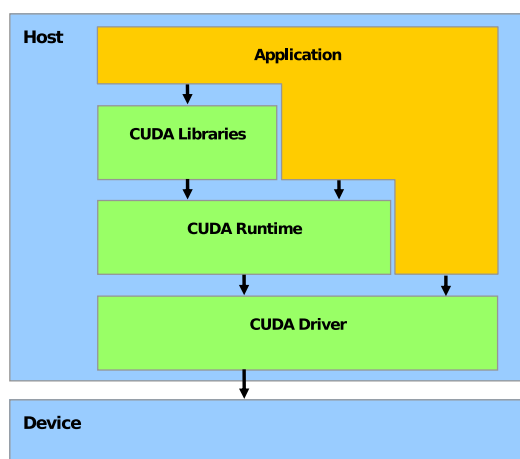 Host
Application
CUDA Libraries
CUDA Runtime
CUDA Driver
Device